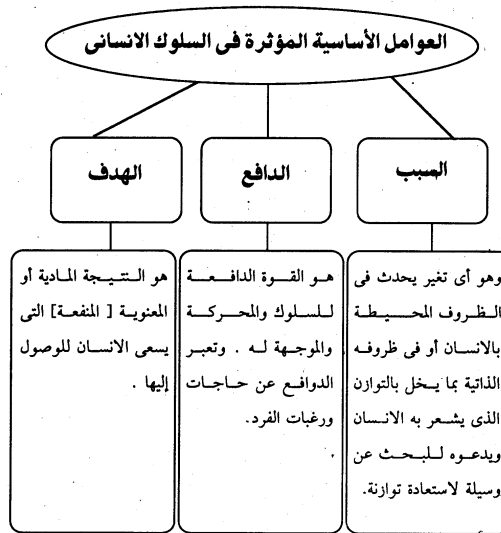 العوامل الأساسية المؤثرة فى السلوك الانسانى
السبب
الدافع
الهدف
وهو أى تغير يحدث فى
الظروف المحيطة
بالانسان أو فى ظروفه
الذاتية بما يخل بالتوازن
الذى يشعر به الانسان
ويدعوه للبحث عن
وسيلة لاستعادة توازنة.
هو القوة الدافعة
للسلوك والمحركة
والموجهة له . وتعبر
الدوافع عن حاجات
ورغبات الفرد.
هو النتيجة المادية أو
المعنوية [ المنفعة] التى
يسعى الانسان للوصول
إليها .